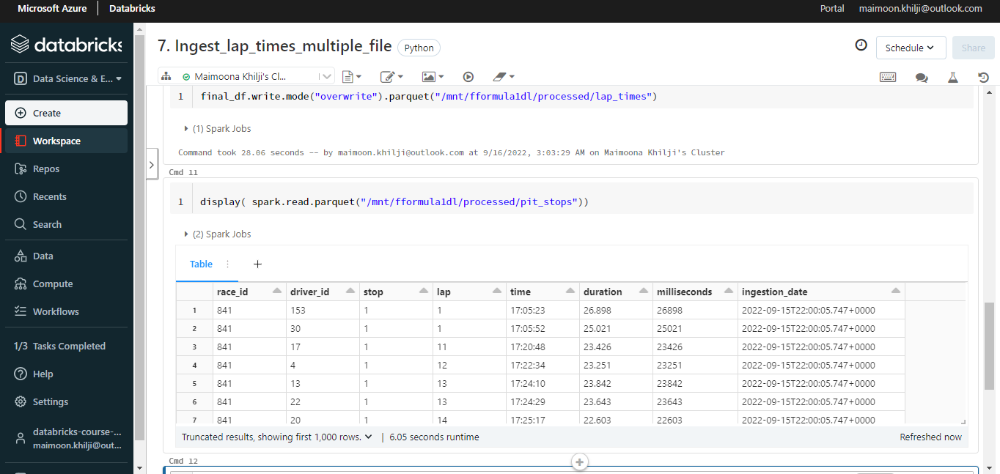 Microsoft Azure | Databricks Portal maimoon.khilji@outlook.com
databricks
Data Science & E...
Create
Workspace
Repos
Recents
Search
Data
Compute
Workflows
1/3 Tasks Completed
Help
Settings
databricks-course-...
maimoon.khilji@out...
7. Ingest_lap_times_multiple_file Python
Schedule Share
Maimoona Khilji's Cl...
1 final_df.write.mode("overwrite").parquet("/mnt/fformula1dl/processed/lap_times")
(1) Spark Jobs
Command took 28.06 seconds -- by maimoon.khilji@outlook.com at 9/16/2022, 3:03:29 AM on Maimoona Khilji's Cluster
Cmd 11
1 display( spark.read.parquet("/mnt/fformula1dl/processed/pit_stops"))
(2) Spark Jobs
Table +
race_id driver_id stop lap time duration milliseconds ingestion_date
1 841 153 1 1 17:05:23 26.898 26898 2022-09-15T22:00:05.747+0000
2 841 30 1 1 17:05:52 25.021 25021 2022-09-15T22:00:05.747+0000
3 841 17 1 11 17:20:48 23.426 23426 2022-09-15T22:00:05.747+0000
4 841 4 1 12 17:22:34 23.251 23251 2022-09-15T22:00:05.747+0000
5 841 13 1 13 17:24:10 23.842 23842 2022-09-15T22:00:05.747+0000
6 841 22 1 13 17:24:29 23.643 23643 2022-09-15T22:00:05.747+0000
7 841 20 1 14 17:25:17 22.603 22603 2022-09-15T22:00:05.747+0000
Truncated results, showing first 1,000 rows. | 6.05 seconds runtime Refreshed now
Cmd 12